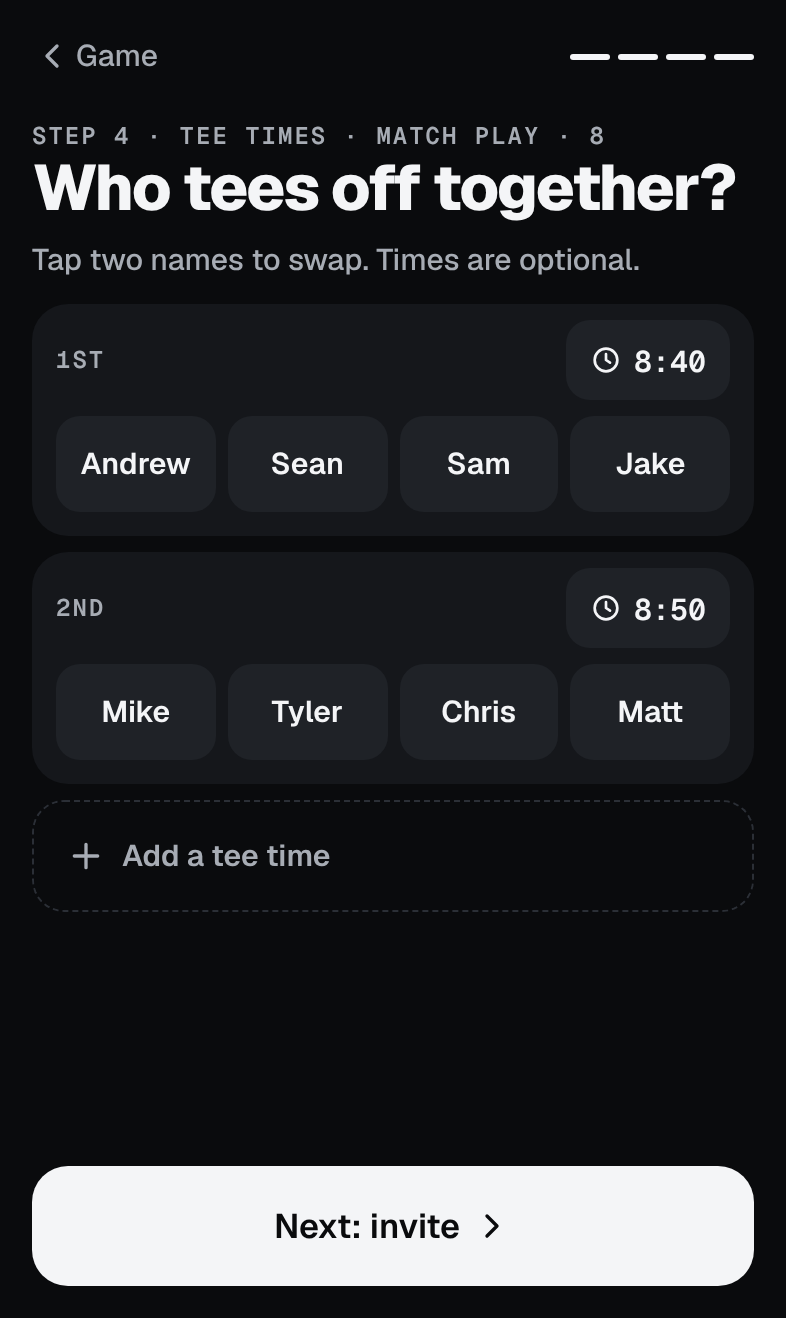 Game
STEP 4 · TEE TIMES · MATCH PLAY · 8
Who tees off together?
Tap two names to swap. Times are optional.
1ST
8:40
Andrew Sean Sam Jake
2ND
8:50
Mike Tyler Chris Matt
Add a tee time
Next: invite